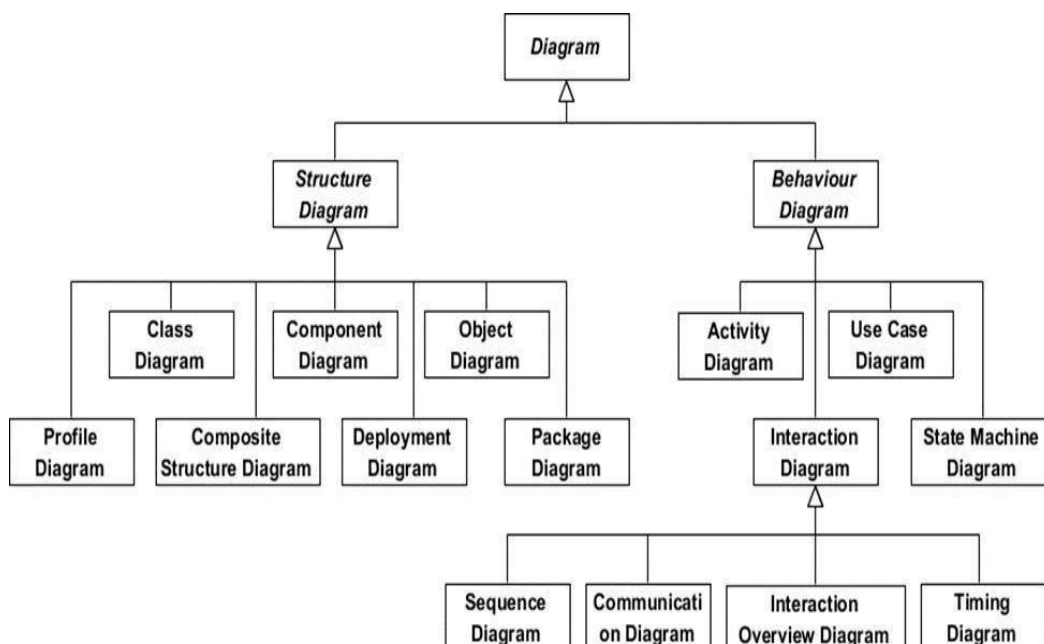 Diagram
Structure
Diagram
Behaviour
Diagram
Class
Diagram
Component
Diagram
Object
Diagram
Activity
Diagram
Use Case
Diagram
Profile
Diagram
Composite
Structure Diagram
Deployment
Diagram
Package
Diagram
Interaction
Diagram
State Machine
Diagram
Sequence
Diagram
Communicati
on Diagram
Interaction
Overview Diagram
Timing
Diagram